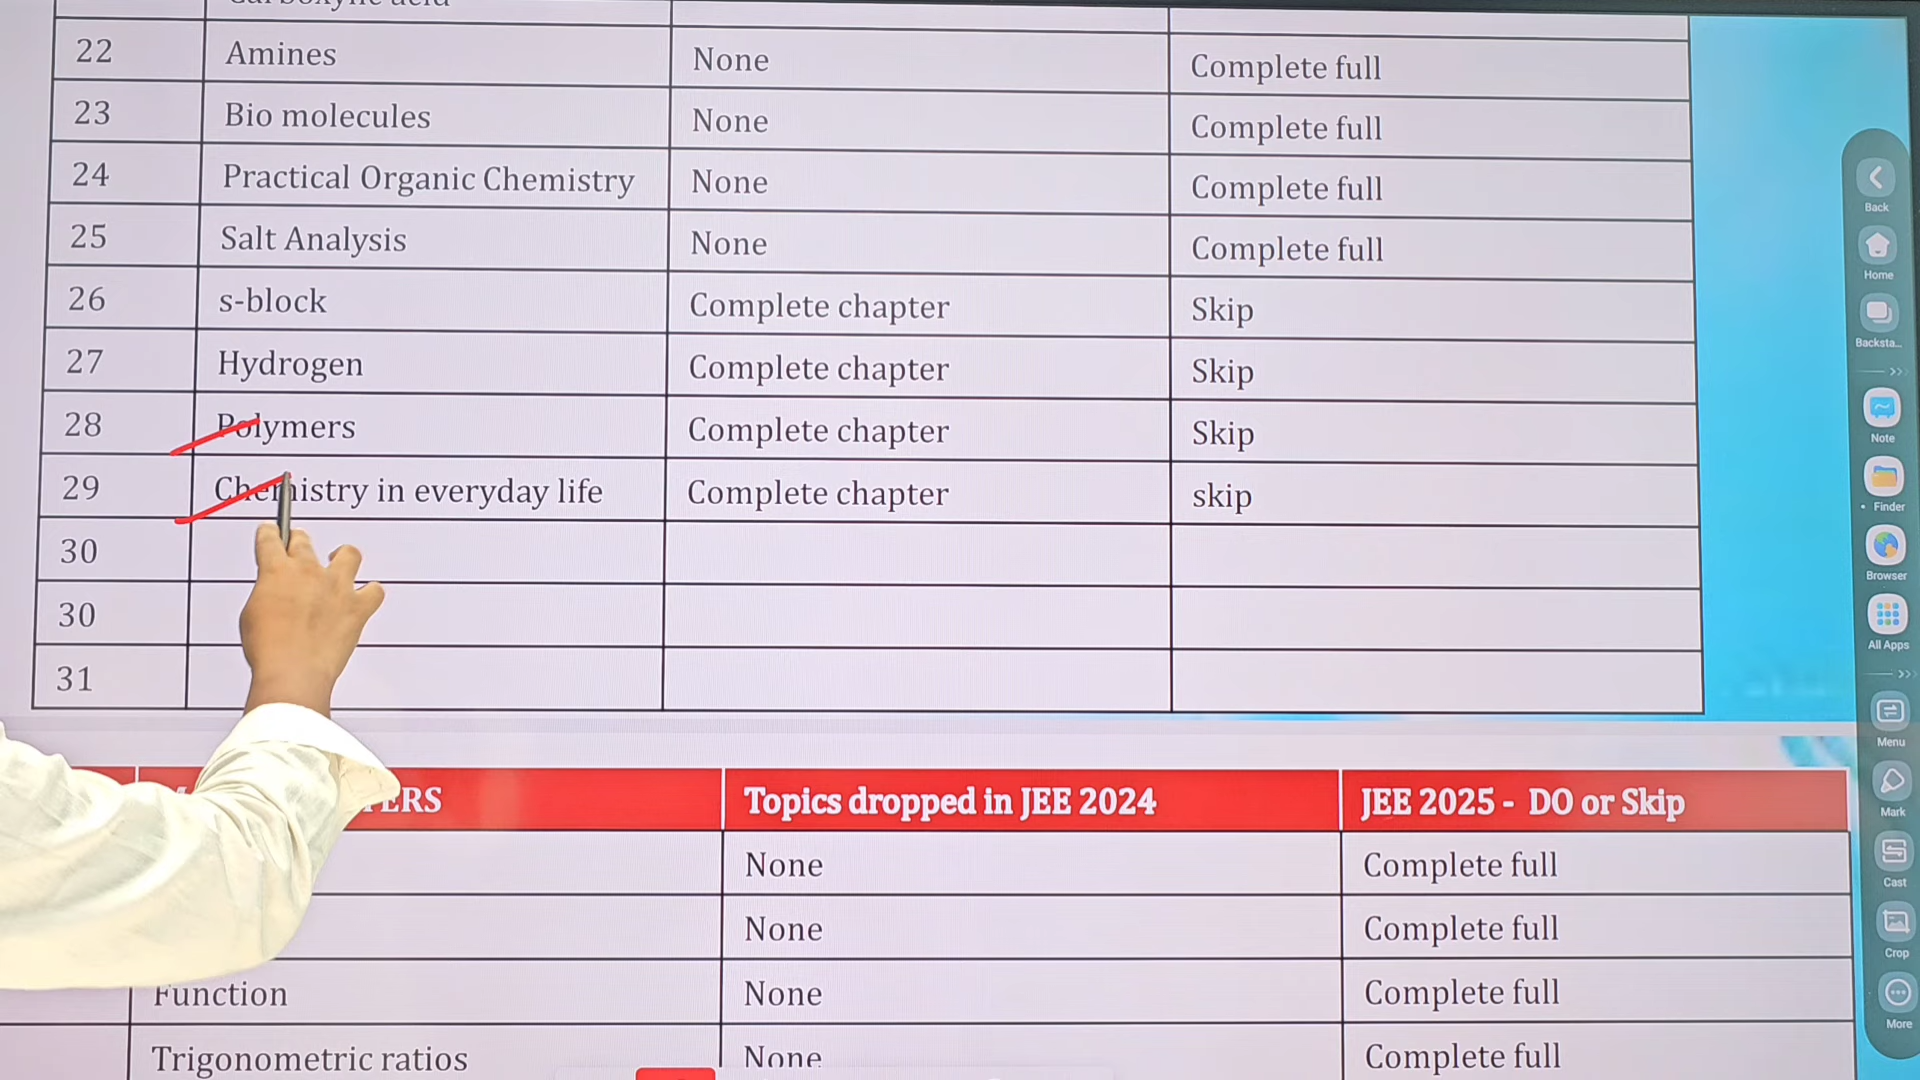 Carboxylic acid
22 Amines None Complete full
23 Bio molecules None Complete full
24 Practical Organic Chemistry None Complete full
25 Salt Analysis None Complete full
26 s-block Complete chapter Skip
27 Hydrogen Complete chapter Skip
28 Polymers Complete chapter Skip
29 Chemistry in everyday life Complete chapter skip
30
30
31
Topics dropped in JEE 2024 JEE 2025 - DO or Skip
None Complete full
None Complete full
Function None Complete full
Trigonometric ratios None Complete full
Back
Home
Backsta...
Note
Finder
Browser
All Apps
Menu
Mark
Cast
Crop
More